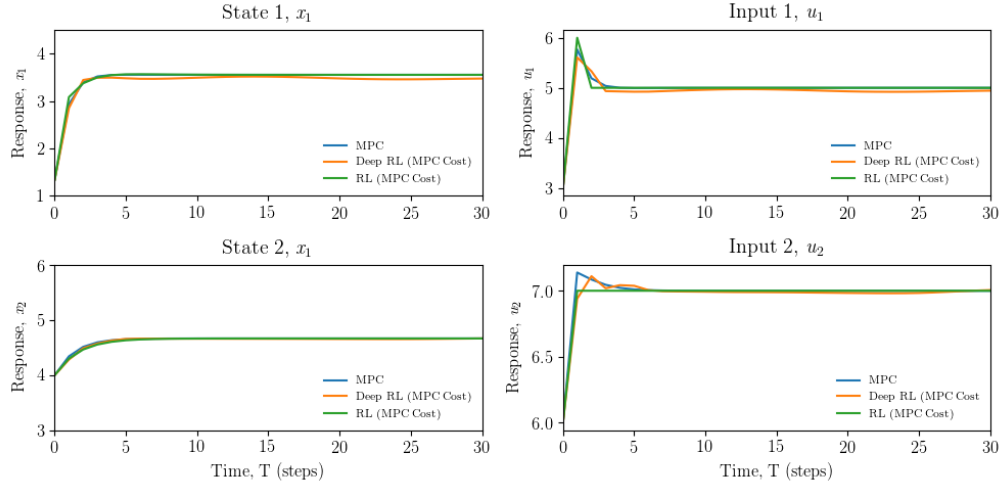 State 1, x₁
Response, x₁
4
3
2
1
0
5
10
15
20
25
30
MPC
Deep RL (MPC Cost)
RL (MPC Cost)
Input 1, u₁
Response, u₁
6
5
4
3
0
5
10
15
20
25
30
MPC
Deep RL (MPC Cost)
RL (MPC Cost)
State 2, x₁
Response, x₂
6
5
4
3
0
5
10
15
20
25
30
MPC
Deep RL (MPC Cost)
RL (MPC Cost)
Time, T (steps)
Input 2, u₂
Response, u₂
7.0
6.5
6.0
0
5
10
15
20
25
30
MPC
Deep RL (MPC Cost
RL (MPC Cost)
Time, T (steps)